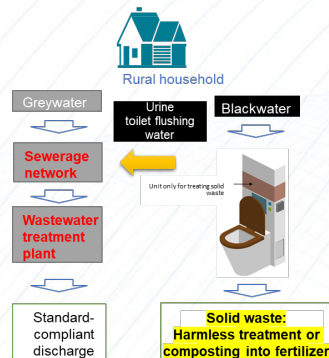 Rural household
Greywater
Urine
toilet flushing
water
Blackwater
Sewerage
network
Unit only for treating solid
waste
Wastewater
treatment
plant
Standard-
compliant
discharge
Solid waste:
Harmless treatment or
composting into fertilizer